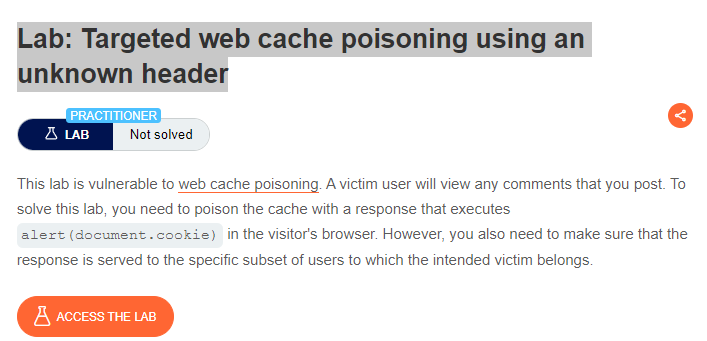 Lab: Targeted web cache poisoning using an
unknown header
PRACTITIONER
LAB Not solved
This lab is vulnerable to web cache poisoning. A victim user will view any comments that you post. To
solve this lab, you need to poison the cache with a response that executes
alert(document.cookie) in the visitor's browser. However, you also need to make sure that the
response is served to the specific subset of users to which the intended victim belongs.
ACCESS THE LAB